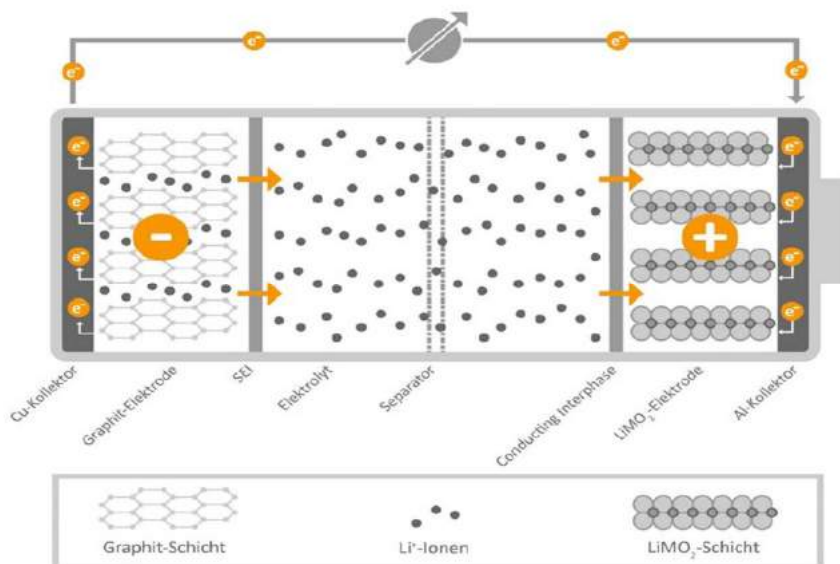 e⁻ e⁻
e⁻ e⁻
e⁻ e⁻
e⁻ e⁻
- +
e⁻ e⁻
e⁻ e⁻
Cu-Kollektor
Graphit-Elektrode
SEI
Elektrolyt
Separator
Conducting Interphase
LiMO₂-Elektrode
Al-Kollektor
Graphit-Schicht
Li⁺-Ionen
LiMO₂-Schicht